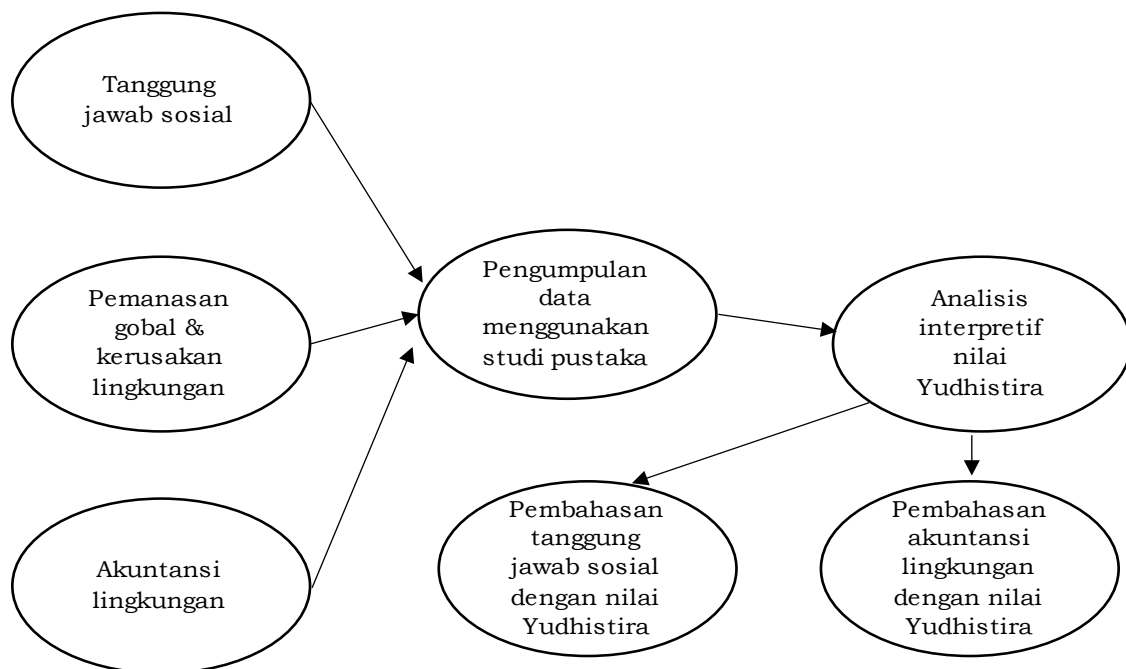 Tanggung
jawab sosial
Pemanasan
gobal &
kerusakan
lingkungan
Akuntansi
lingkungan
Pengumpulan
data
menggunakan
studi pustaka
Analisis
interpretif
nilai
Yudhistira
Pembahasan
tanggung
jawab sosial
dengan nilai
Yudhistira
Pembahasan
akuntansi
lingkungan
dengan nilai
Yudhistira